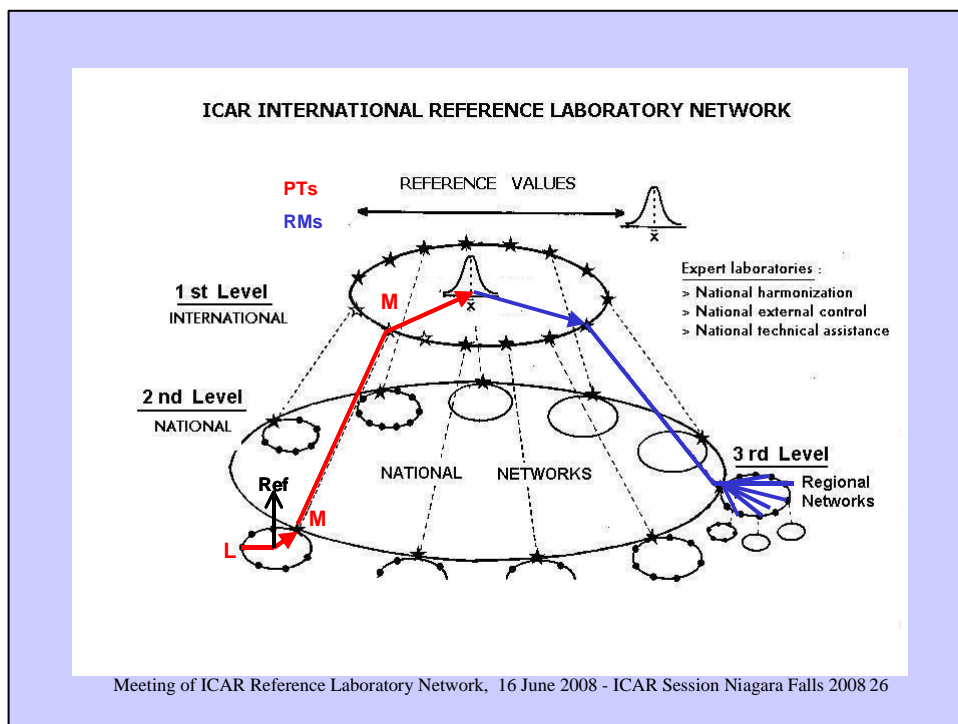 ICAR INTERNATIONAL REFERENCE LABORATORY NETWORK
PTs
REFERENCE VALUES
RMs
x̄
Expert laboratories :
> National harmonization
> National external control
> National technical assistance
1 st Level
INTERNATIONAL
M
x̄
2 nd Level
NATIONAL
NATIONAL NETWORKS
3 rd Level
Regional
Networks
Ref
M
L
Meeting of ICAR Reference Laboratory Network, 16 June 2008 - ICAR Session Niagara Falls 2008 26